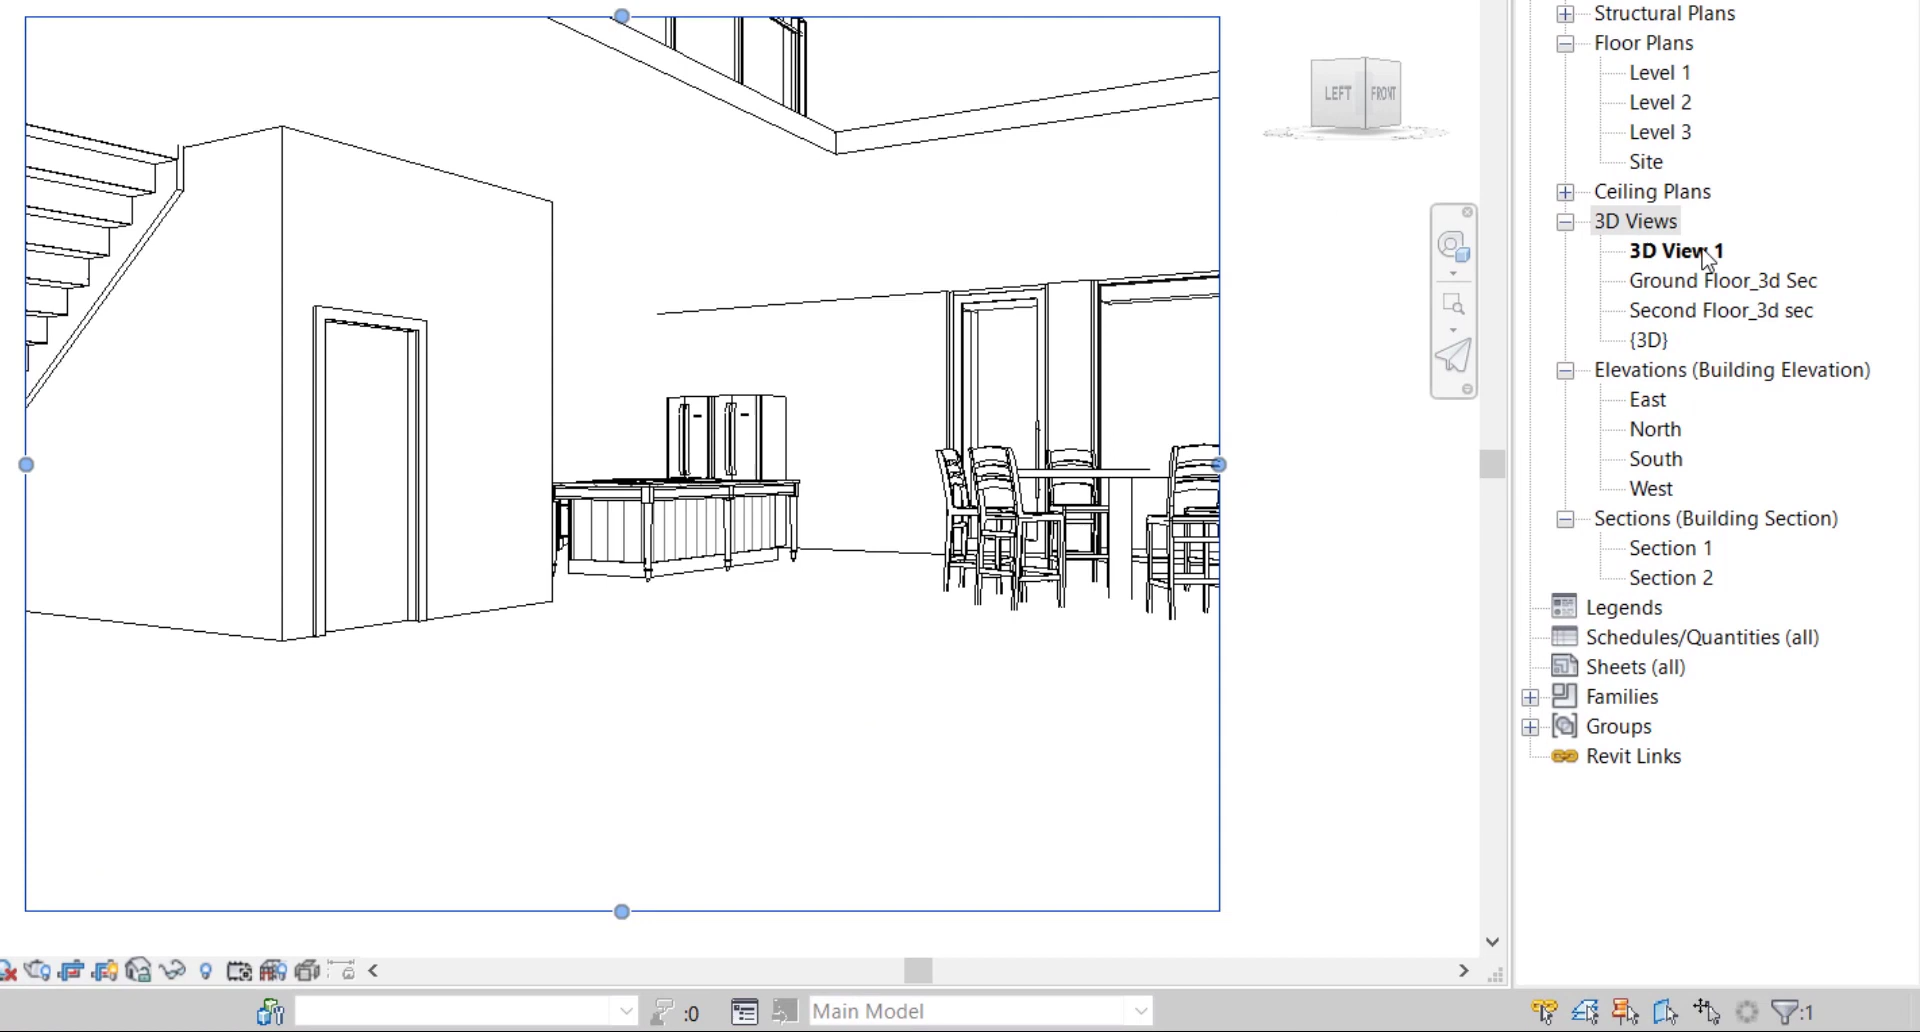 LEFT
FRONT
Structural Plans
Floor Plans
Level 1
Level 2
Level 3
Site
Ceiling Plans
3D Views
3D View 1
Ground Floor_3d Sec
Second Floor_3d sec
{3D}
Elevations (Building Elevation)
East
North
South
West
Sections (Building Section)
Section 1
Section 2
Legends
Schedules/Quantities (all)
Sheets (all)
Families
Groups
Revit Links
:0
Main Model
:1